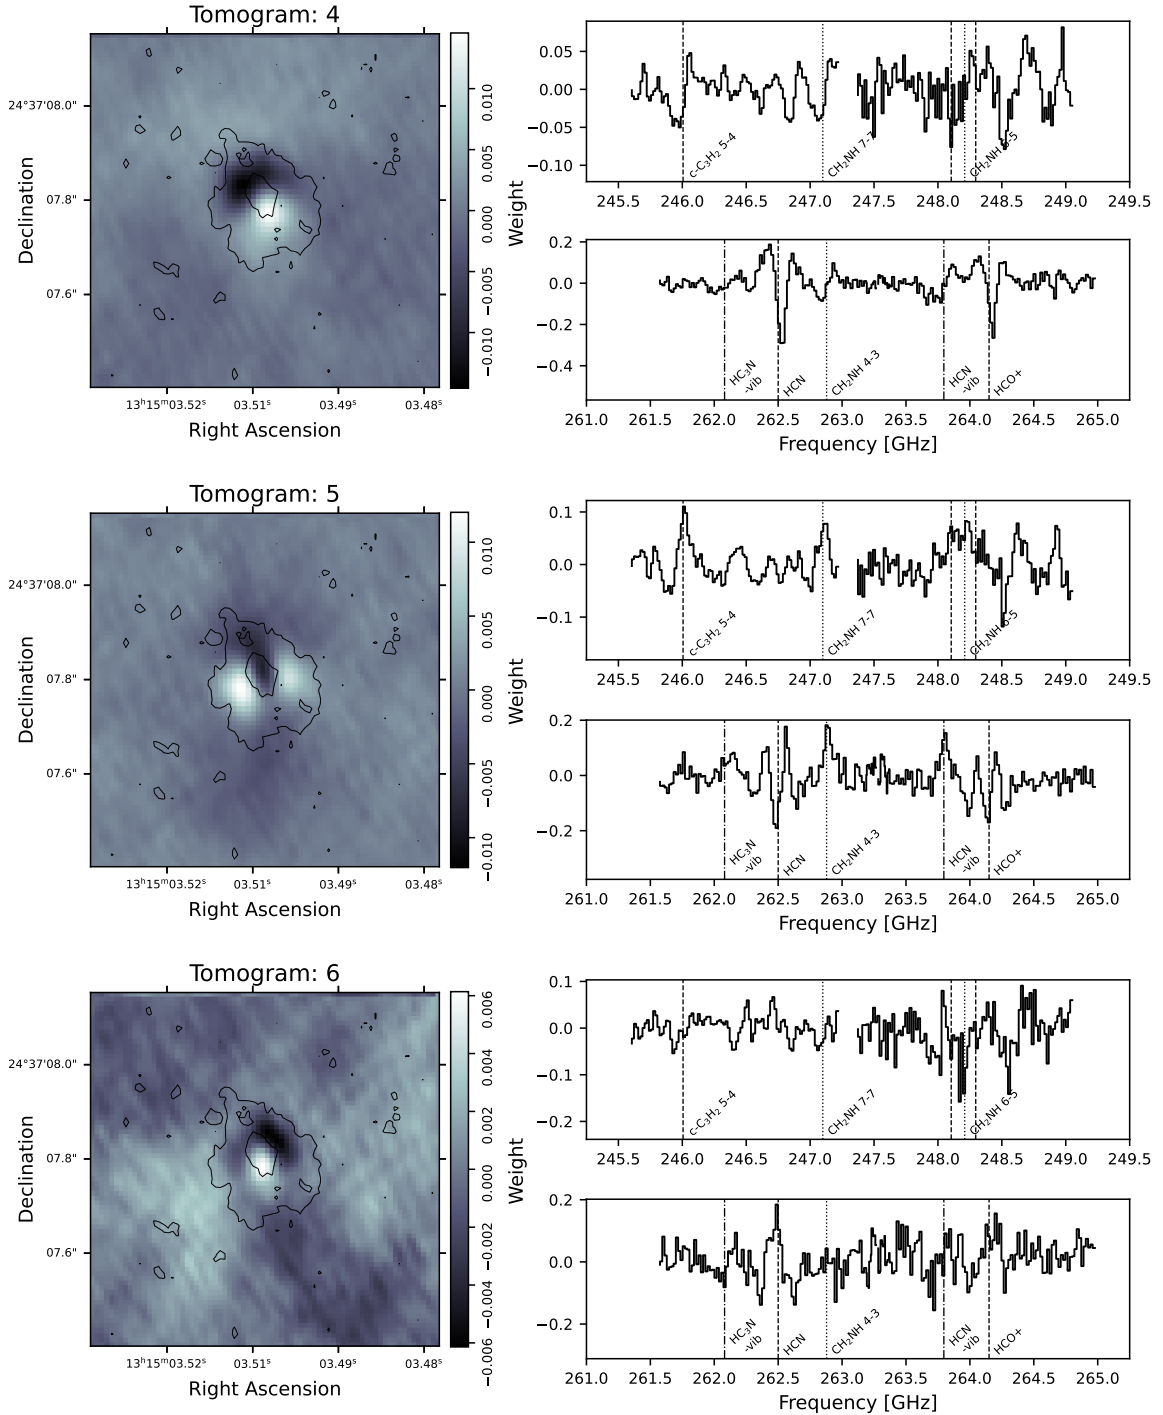 Tomogram: 4
Declination
24°37'08.0"
07.8"
07.6"
13ʰ15ᵐ03.52ˢ 03.51 03.49 03.48
Right Ascension
0.010
0.005
0.000
−0.005
−0.010
Weight
0.05
0.00
−0.05
−0.10
c-C₃H₂ 5-4
CH₂NH 7-7
CH₂NH 6-5
245.5 246.0 246.5 247.0 247.5 248.0 248.5 249.0 249.5
0.2
0.0
−0.2
−0.4
HC₃N
-vib
HCN
CH₂NH 4-3
HCN
-vib
HCO+
261.0 261.5 262.0 262.5 263.0 263.5 264.0 264.5 265.0
Frequency [GHz]
Tomogram: 5
Declination
24°37'08.0"
07.8"
07.6"
13ʰ15ᵐ03.52ˢ 03.51 03.49 03.48
Right Ascension
0.010
0.005
0.000
−0.005
−0.010
Weight
0.1
0.0
−0.1
c-C₃H₂ 5-4
CH₂NH 7-7
CH₂NH 6-5
245.5 246.0 246.5 247.0 247.5 248.0 248.5 249.0 249.5
0.2
0.0
−0.2
HC₃N
-vib
HCN
CH₂NH 4-3
HCN
-vib
HCO+
261.0 261.5 262.0 262.5 263.0 263.5 264.0 264.5 265.0
Frequency [GHz]
Tomogram: 6
Declination
24°37'08.0"
07.8"
07.6"
13ʰ15ᵐ03.52ˢ 03.51 03.49 03.48
Right Ascension
0.006
0.004
0.002
0.000
−0.002
−0.004
−0.006
Weight
0.1
0.0
−0.1
−0.2
c-C₃H₂ 5-4
CH₂NH 7-7
CH₂NH 6-5
245.5 246.0 246.5 247.0 247.5 248.0 248.5 249.0 249.5
0.2
0.0
−0.2
HC₃N
-vib
HCN
CH₂NH 4-3
HCN
-vib
HCO+
261.0 261.5 262.0 262.5 263.0 263.5 264.0 264.5 265.0
Frequency [GHz]